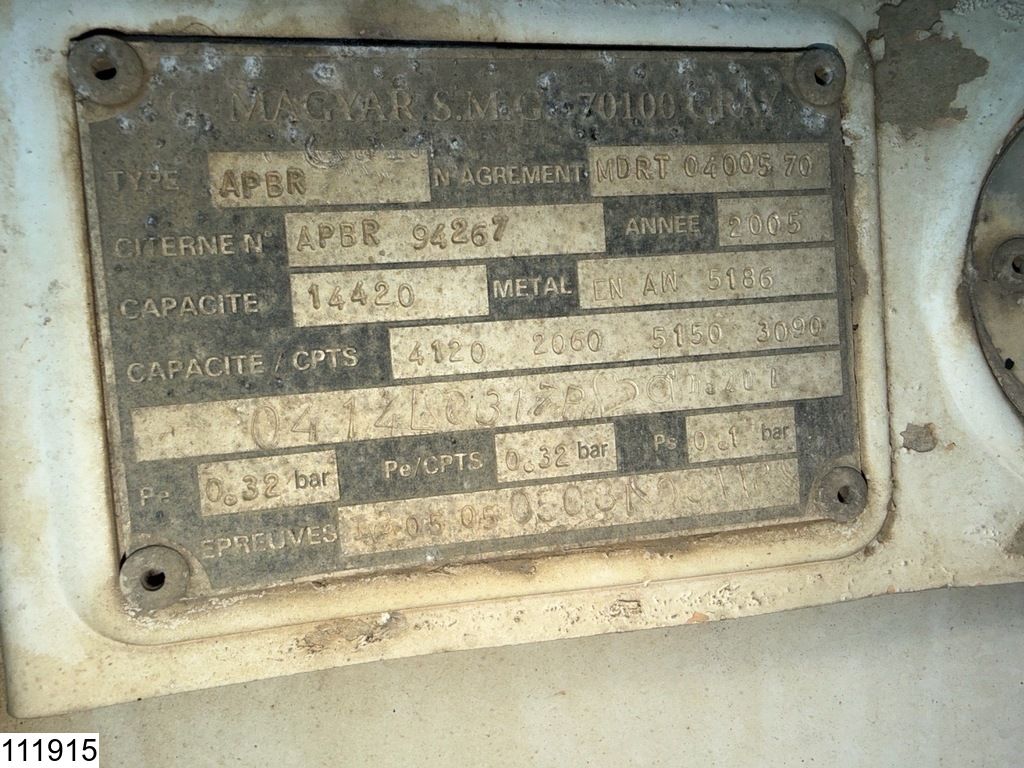 MAGYAR S.M.G. 70100 GRAY
TYPE APBR N° AGREMENT MDRT 04005 70
CITERNE N° APBR 94267 ANNEE 2005
CAPACITE 14420 METAL EN AW 5186
CAPACITE / CPTS 4120 2060 5150 3090
Pe 0.32 bar Pe/CPTS 0.32 bar Ps 0.1 bar
EPREUVES 05 05
111915